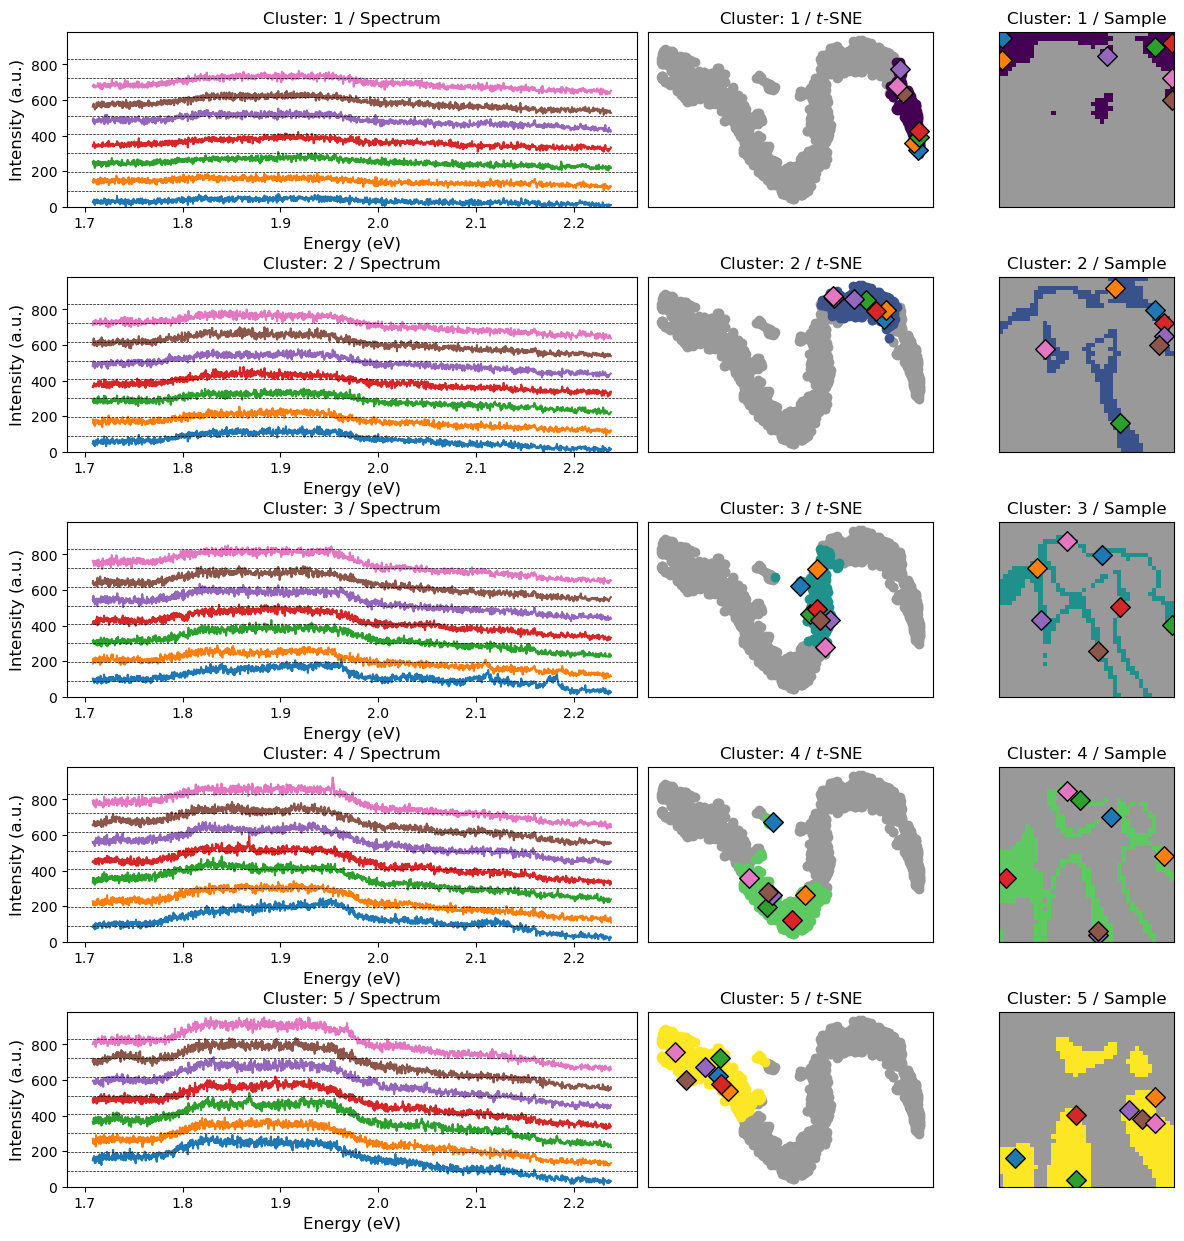 Cluster: 1 / Spectrum
Cluster: 1 / t-SNE
Cluster: 1 / Sample
Intensity (a.u.)
800
600
400
200
0
1.7 1.8 1.9 2.0 2.1 2.2
Energy (eV)
Cluster: 2 / Spectrum
Cluster: 2 / t-SNE
Cluster: 2 / Sample
Intensity (a.u.)
800
600
400
200
0
1.7 1.8 1.9 2.0 2.1 2.2
Energy (eV)
Cluster: 3 / Spectrum
Cluster: 3 / t-SNE
Cluster: 3 / Sample
Intensity (a.u.)
800
600
400
200
0
1.7 1.8 1.9 2.0 2.1 2.2
Energy (eV)
Cluster: 4 / Spectrum
Cluster: 4 / t-SNE
Cluster: 4 / Sample
Intensity (a.u.)
800
600
400
200
0
1.7 1.8 1.9 2.0 2.1 2.2
Energy (eV)
Cluster: 5 / Spectrum
Cluster: 5 / t-SNE
Cluster: 5 / Sample
Intensity (a.u.)
800
600
400
200
0
1.7 1.8 1.9 2.0 2.1 2.2
Energy (eV)